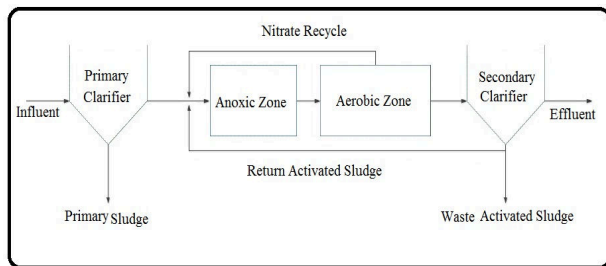 Nitrate Recycle
Primary
Clarifier
Secondary
Clarifier
Influent
Anoxic Zone
Aerobic Zone
Effluent
Return Activated Sludge
Primary Sludge
Waste Activated Sludge